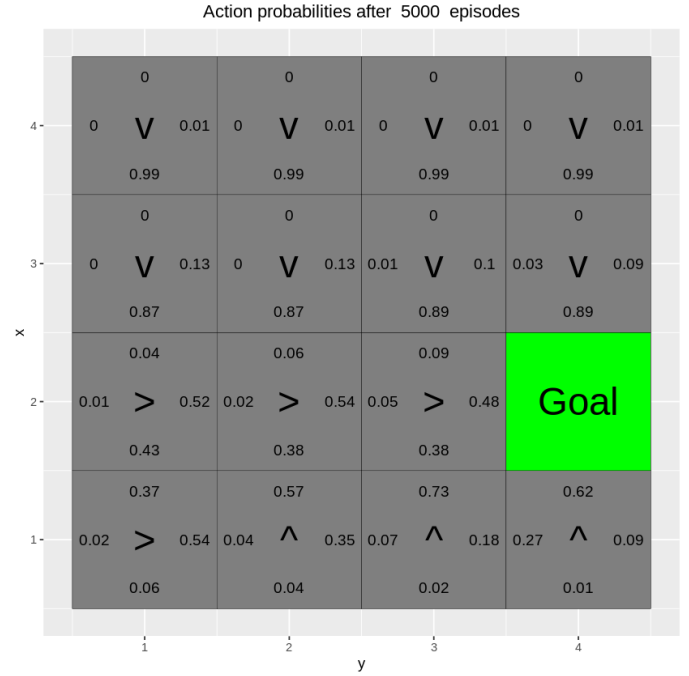 Action probabilities after 5000 episodes
0 0 0 0
4 0 V 0.01 0 V 0.01 0 V 0.01 0 V 0.01
0.99 0.99 0.99 0.99
0 0 0 0
3 0 V 0.13 0 V 0.13 0.01 V 0.1 0.03 V 0.09
0.87 0.87 0.89 0.89
x
0.04 0.06 0.09
2 0.01 > 0.52 0.02 > 0.54 0.05 > 0.48 Goal
0.43 0.38 0.38
0.37 0.57 0.73 0.62
1 0.02 > 0.54 0.04 ^ 0.35 0.07 ^ 0.18 0.27 ^ 0.09
0.06 0.04 0.02 0.01
1 2 3 4
y